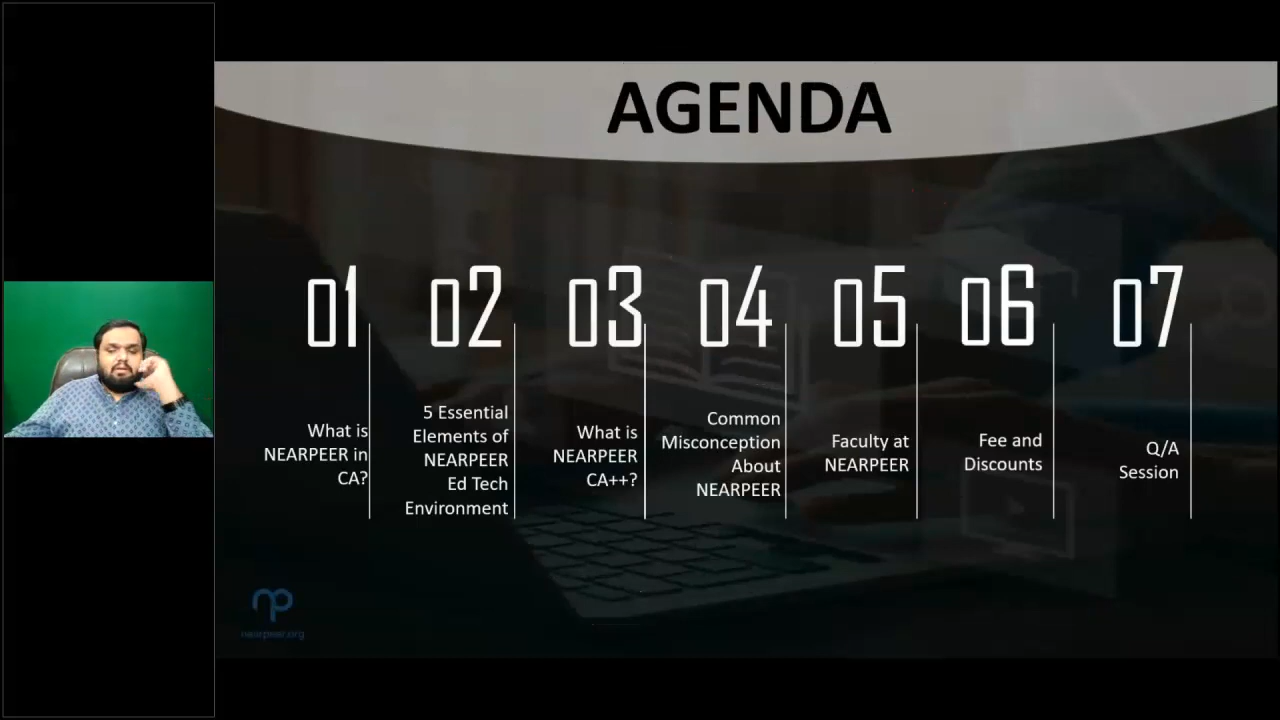 AGENDA
01
What is
NEARPEER in
CA?
02
5 Essential
Elements of
NEARPEER
Ed Tech
Environment
03
What is
NEARPEER
CA++?
04
Common
Misconception
About
NEARPEER
05
Faculty at
NEARPEER
06
Fee and
Discounts
07
Q/A
Session
np
nearpeer.org